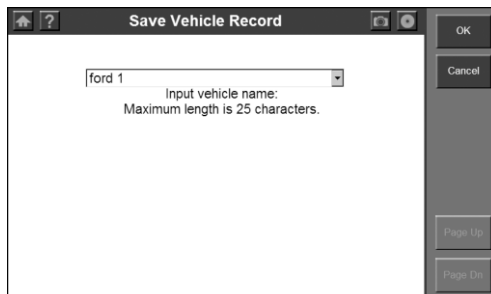 ?
Save Vehicle Record
OK
Cancel
ford 1
Input vehicle name:
Maximum length is 25 characters.
Page Up
Page Dn